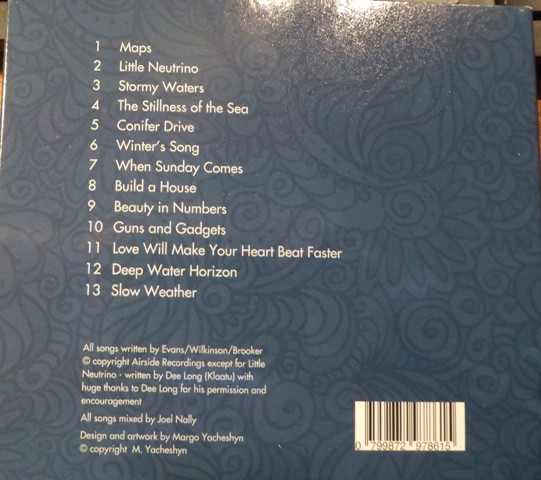 1 Maps
2 Little Neutrino
3 Stormy Waters
4 The Stillness of the Sea
5 Conifer Drive
6 Winter's Song
7 When Sunday Comes
8 Build a House
9 Beauty in Numbers
10 Guns and Gadgets
11 Love Will Make Your Heart Beat Faster
12 Deep Water Horizon
13 Slow Weather
All songs written by Evans/Wilkinson/Brooker
© copyright Airside Recordings except for Little
Neutrino - written by Dee Long (Klaatu) with
huge thanks to Dee Long for his permission and
encouragement
All songs mixed by Joel Nally
Design and artwork by Margo Yacheshyn
© copyright M. Yacheshyn
0 799872 978615